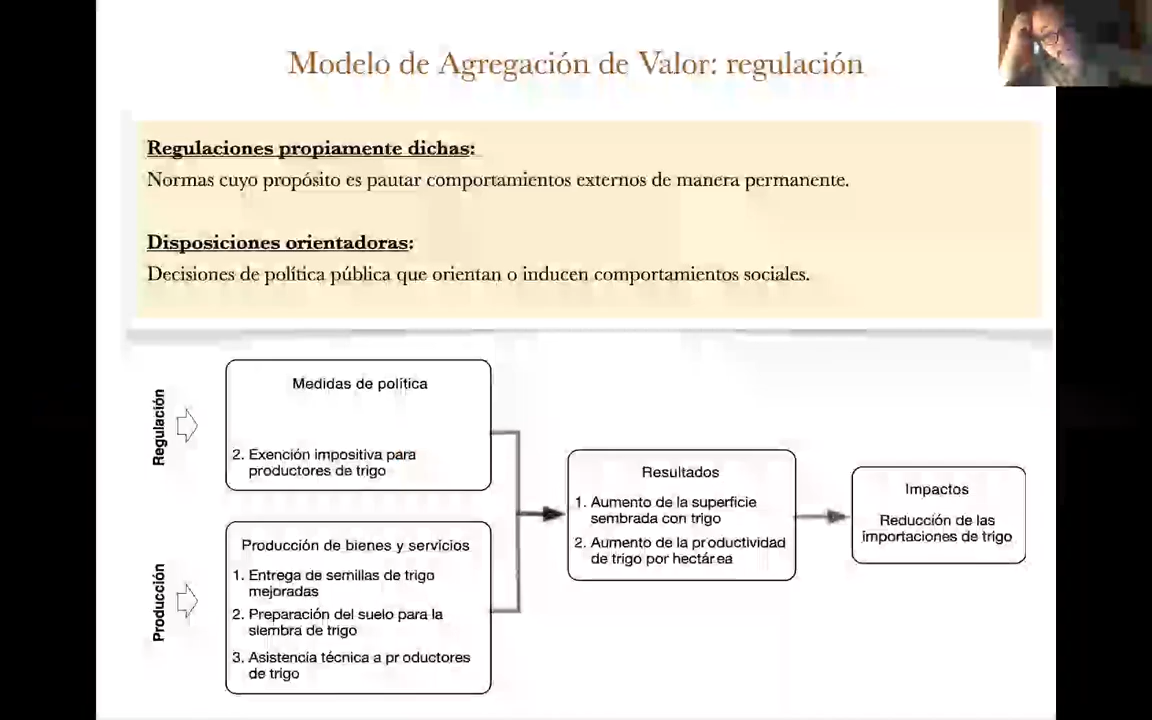 Modelo de Agregación de Valor: regulación
Regulaciones propiamente dichas:
Normas cuyo propósito es pautar comportamientos externos de manera permanente.
Disposiciones orientadoras:
Decisiones de política pública que orientan o inducen comportamientos sociales.
Regulación
Medidas de política
2. Exención impositiva para
productores de trigo
Producción
Producción de bienes y servicios
1. Entrega de semillas de trigo
mejoradas
2. Preparación del suelo para la
siembra de trigo
3. Asistencia técnica a productores
de trigo
Resultados
1. Aumento de la superficie
sembrada con trigo
2. Aumento de la productividad
de trigo por hectárea
Impactos
Reducción de las
importaciones de trigo